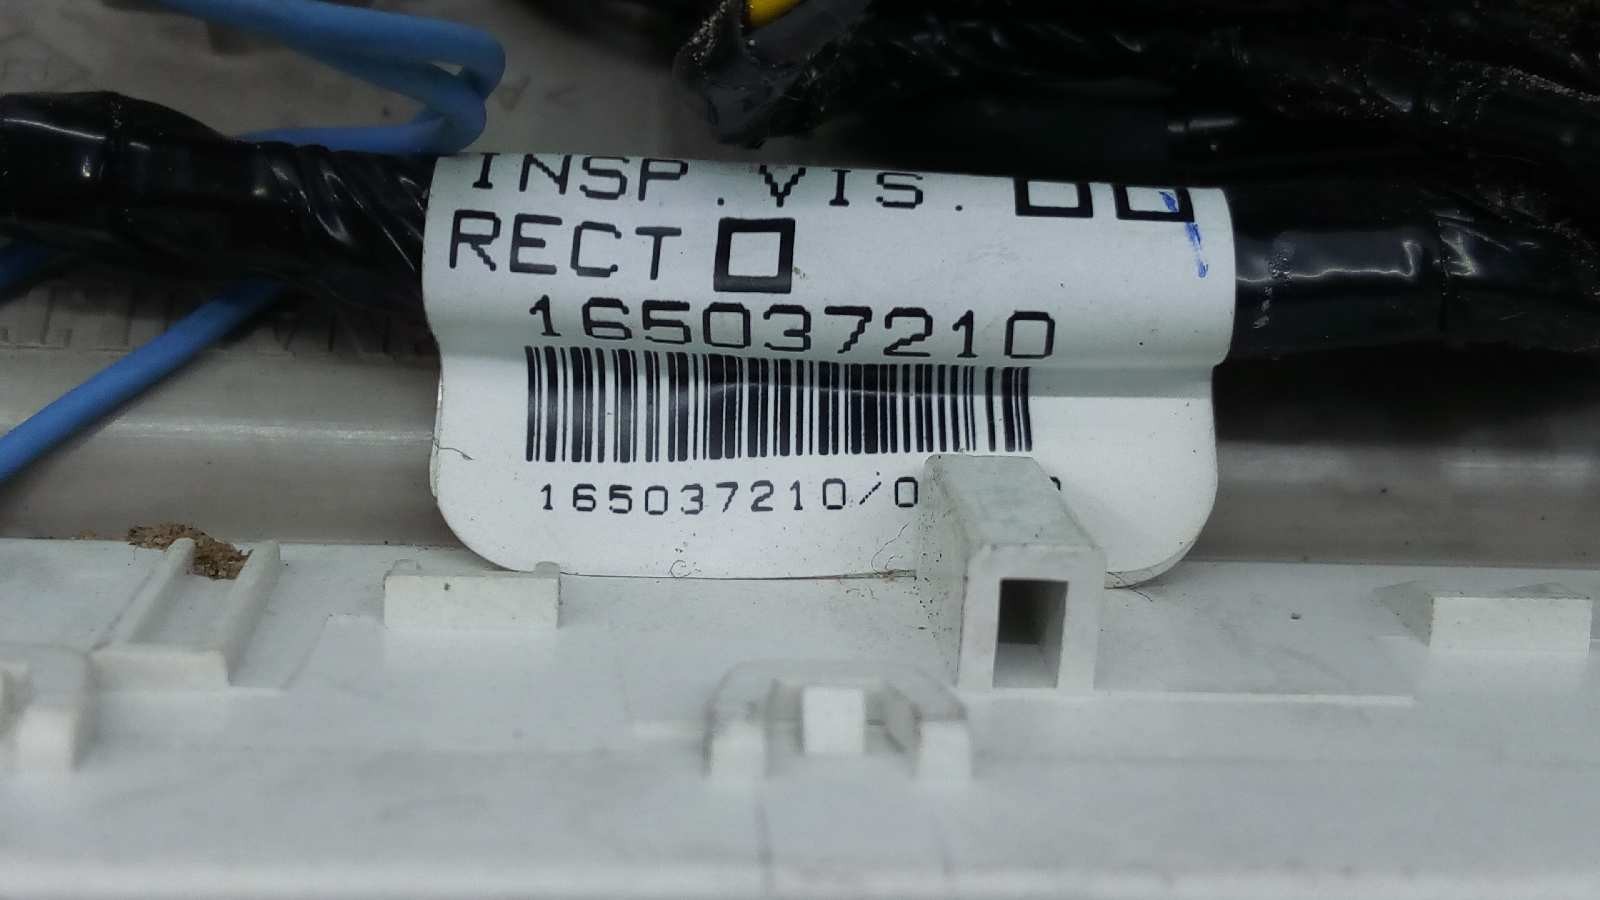 INSP.VIS. □□
RECT □
165037210
165037210/0